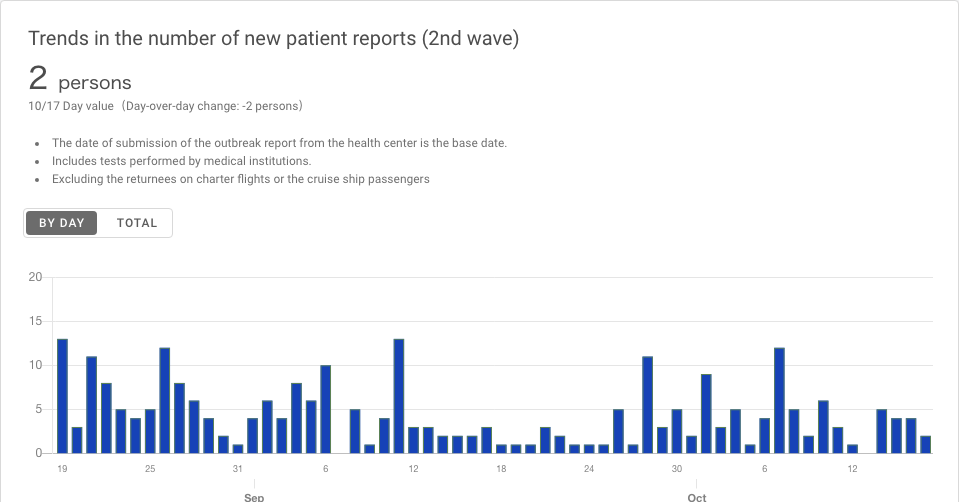 Trends in the number of new patient reports (2nd wave)
2 persons
10/17 Day value（Day-over-day change: -2 persons）
The date of submission of the outbreak report from the health center is the base date.
Includes tests performed by medical institutions.
Excluding the returnees on charter flights or the cruise ship passengers
BY DAY TOTAL
20
15
10
5
0
19 25 31 6 12 18 24 30 6 12
Sep Oct